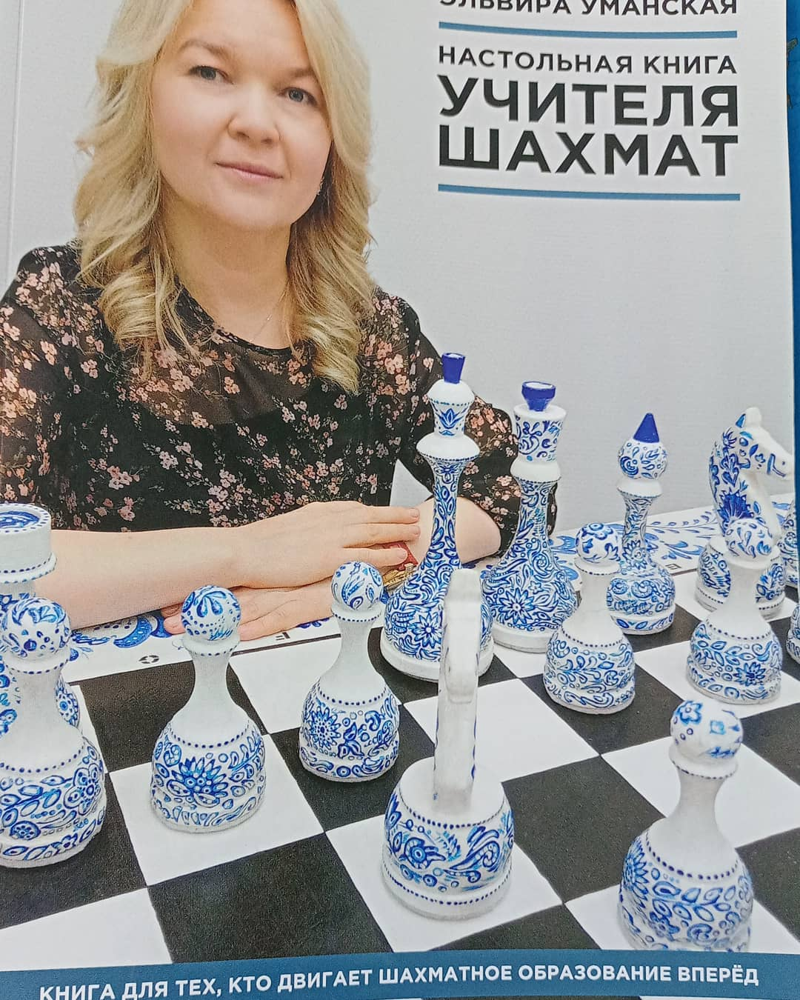 ЭЛЬВИРА УМАНСКАЯ
НАСТОЛЬНАЯ КНИГА
УЧИТЕЛЯ
ШАХМАТ
КНИГА ДЛЯ ТЕХ, КТО ДВИГАЕТ ШАХМАТНОЕ ОБРАЗОВАНИЕ ВПЕРЁД